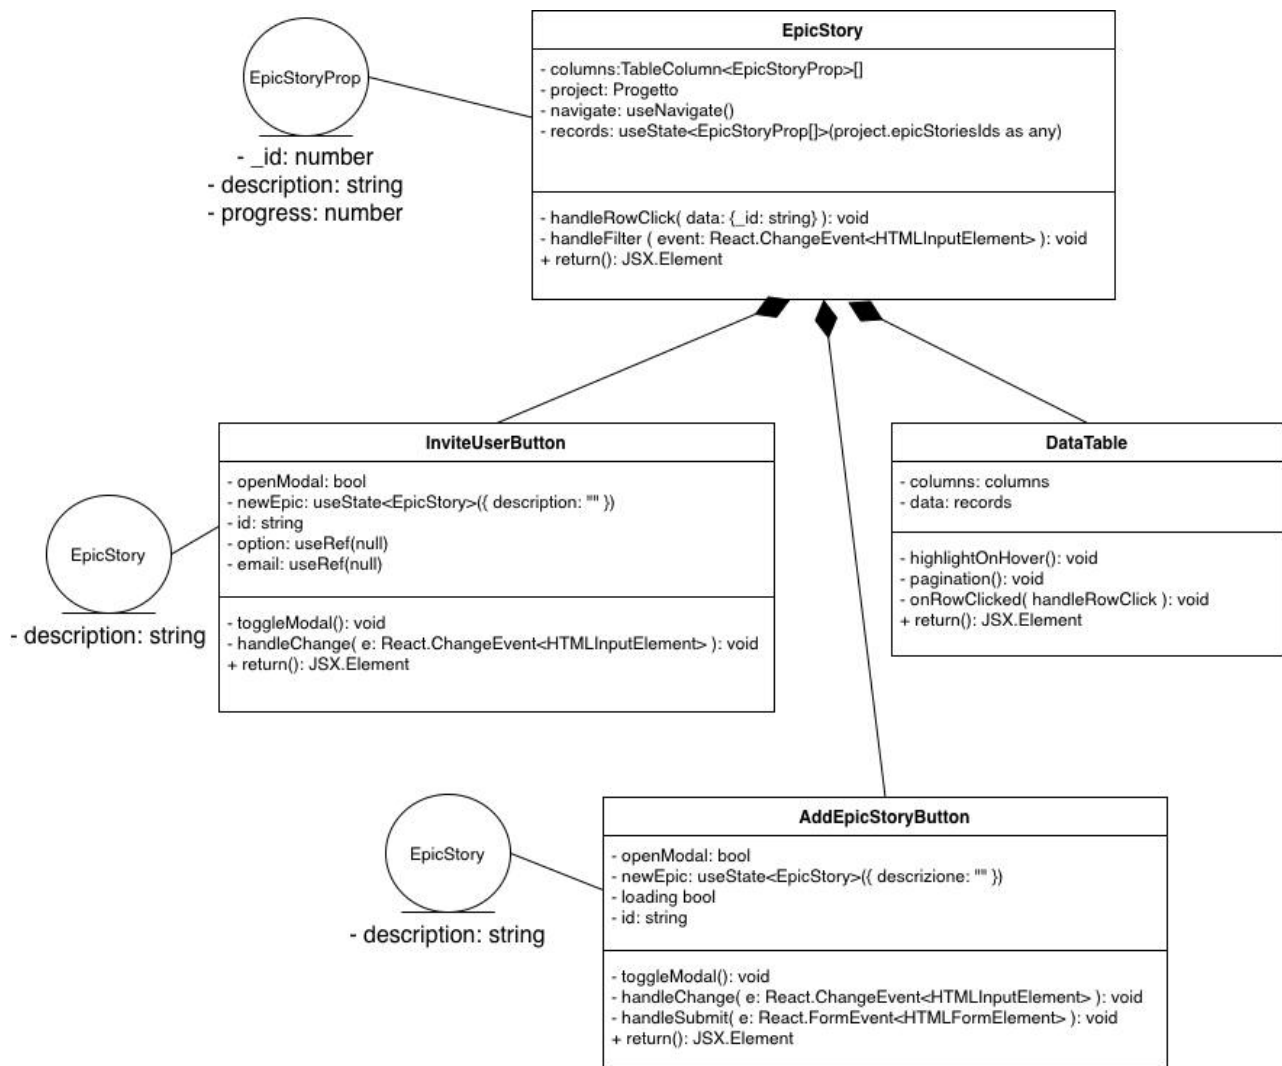 EpicStory
- columns:TableColumn<EpicStoryProp>[]
- project: Progetto
- navigate: useNavigate()
- records: useState<EpicStoryProp[]>(project.epicStoriesIds as any)
- handleRowClick( data: {_id: string} ): void
- handleFilter ( event: React.ChangeEvent<HTMLInputElement> ): void
+ return(): JSX.Element
EpicStoryProp
- _id: number
- description: string
- progress: number
InviteUserButton
- openModal: bool
- newEpic: useState<EpicStory>({ description: "" })
- id: string
- option: useRef(null)
- email: useRef(null)
- toggleModal(): void
- handleChange( e: React.ChangeEvent<HTMLInputElement> ): void
+ return(): JSX.Element
EpicStory
- description: string
DataTable
- columns: columns
- data: records
- highlightOnHover(): void
- pagination(): void
- onRowClicked( handleRowClick ): void
+ return(): JSX.Element
AddEpicStoryButton
- openModal: bool
- newEpic: useState<EpicStory>({ descrizione: "" })
- loading bool
- id: string
- toggleModal(): void
- handleChange( e: React.ChangeEvent<HTMLInputElement> ): void
- handleSubmit( e: React.FormEvent<HTMLFormElement> ): void
+ return(): JSX.Element
EpicStory
- description: string